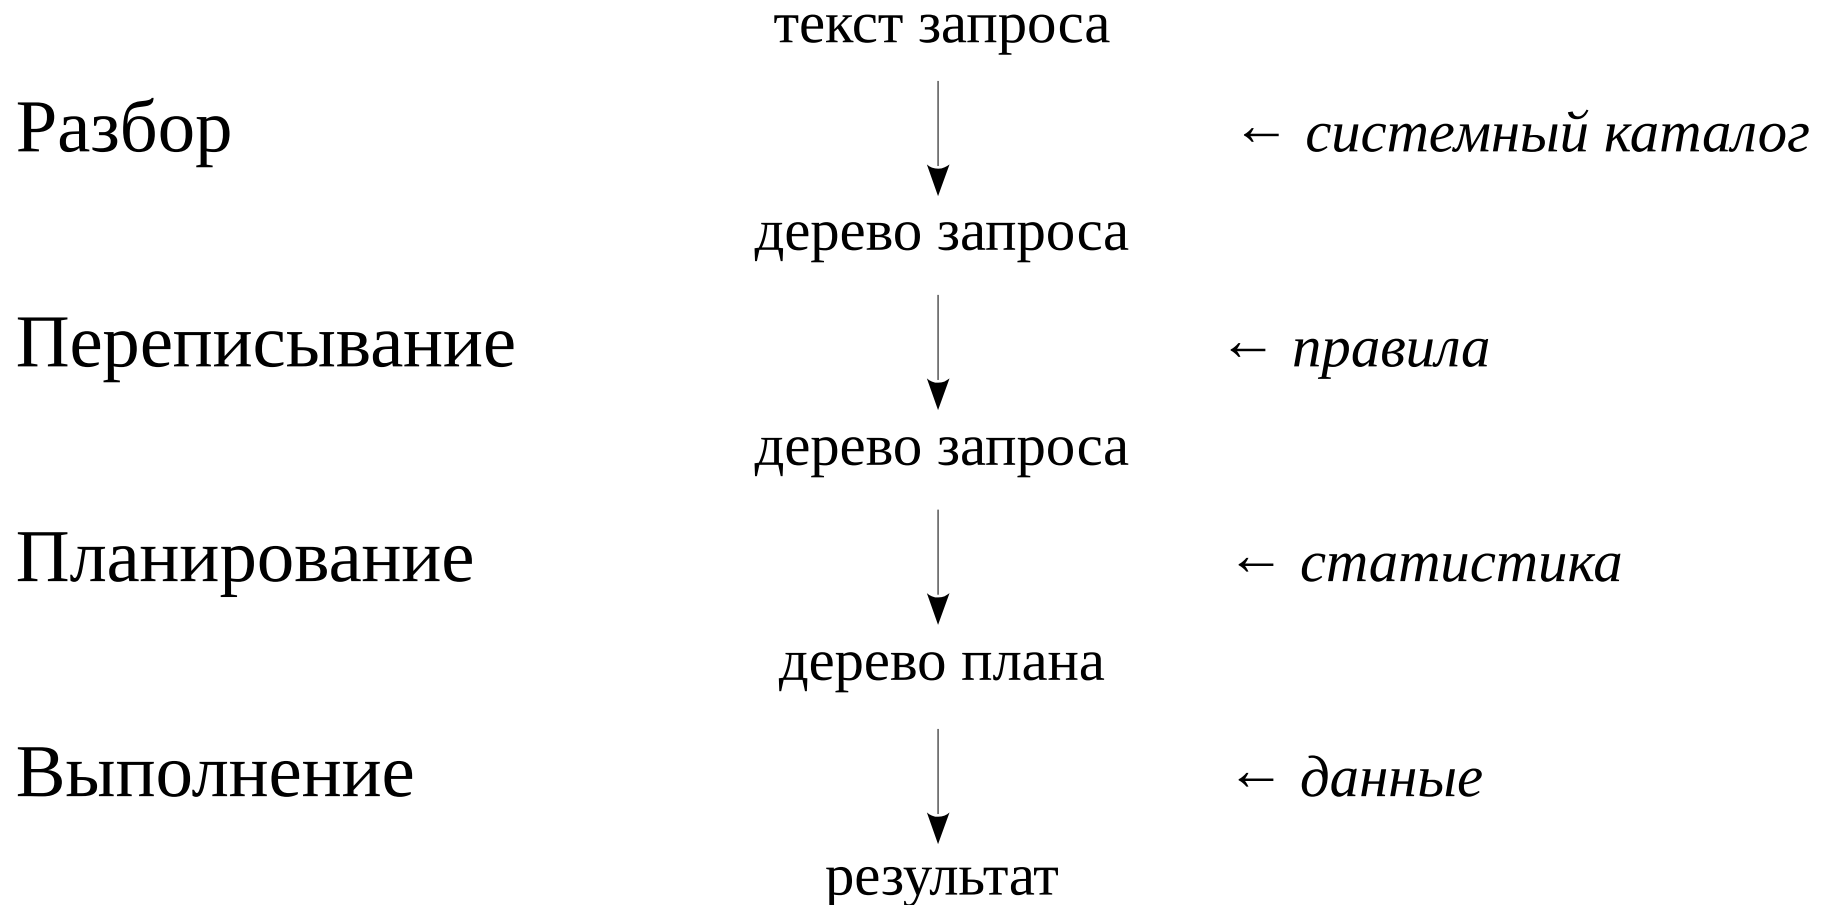 текст запроса
Разбор ← системный каталог
дерево запроса
Переписывание ← правила
дерево запроса
Планирование ← статистика
дерево плана
Выполнение ← данные
результат